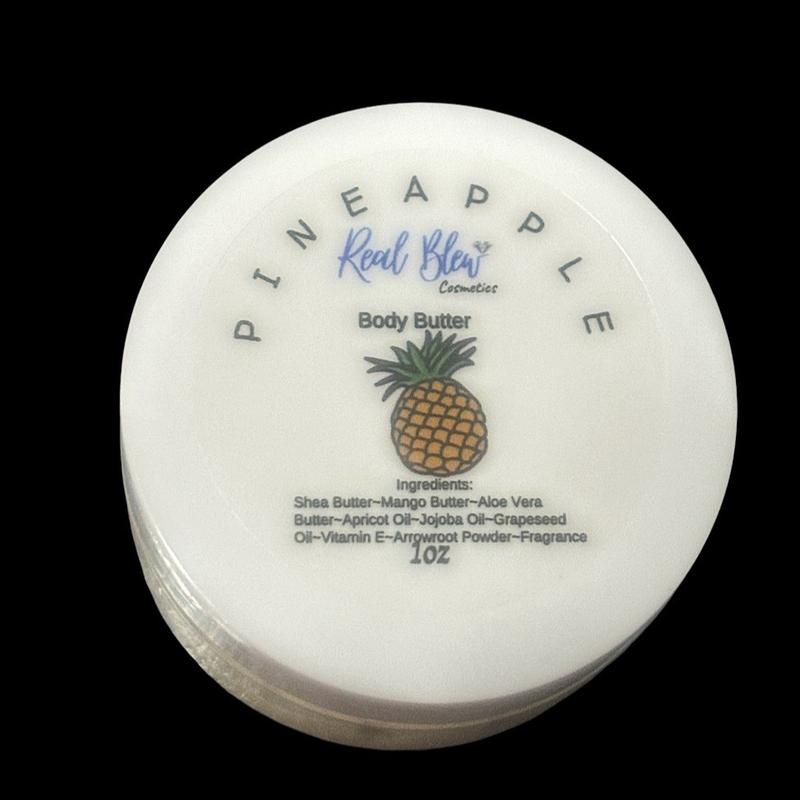 PINEAPPLE
Real Blew
Cosmetics
Body Butter
Ingredients:
Shea Butter~Mango Butter~Aloe Vera
Butter~Apricot Oil~Jojoba Oil~Grapeseed
Oil~Vitamin E~Arrowroot Powder~Fragrance
1oz